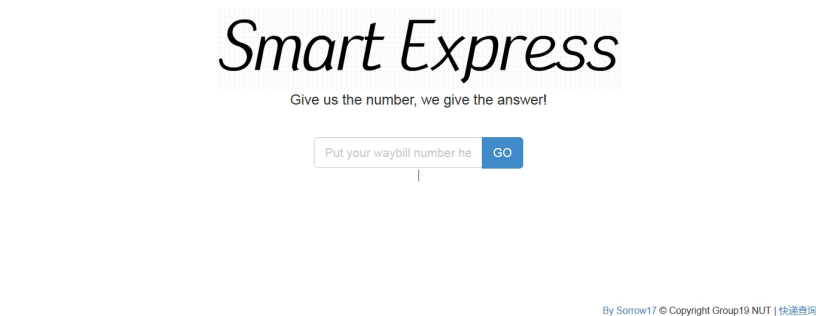 Smart Express
Give us the number, we give the answer!
Put your waybill number he
GO
|
By Sorrow17 © Copyright Group19 NUT | 快递查询